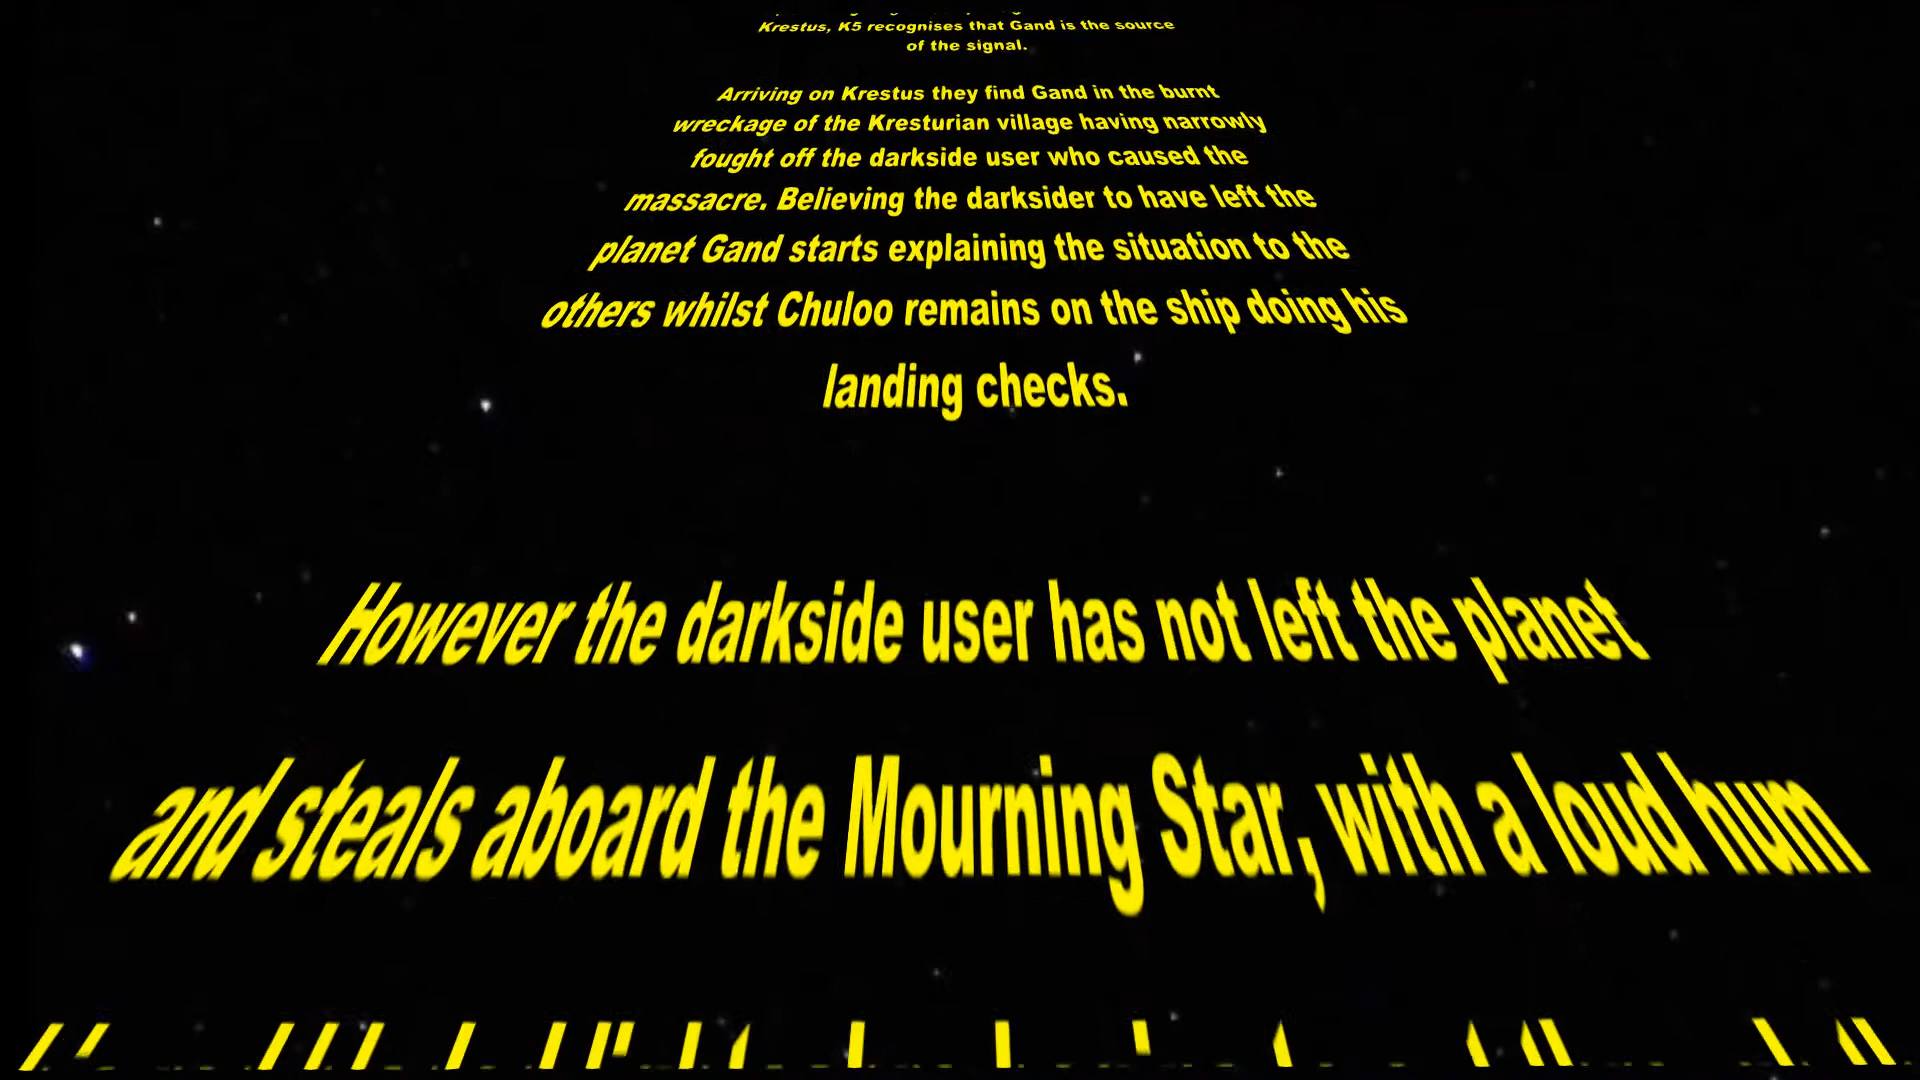 Krestus, K5 recognises that Gand is the source
of the signal.
Arriving on Krestus they find Gand in the burnt
wreckage of the Kresturian village having narrowly
fought off the darkside user who caused the
massacre. Believing the darksider to have left the
planet Gand starts explaining the situation to the
others whilst Chuloo remains on the ship doing his
landing checks.
However the darkside user has not left the planet
and steals aboard the Mourning Star, with a loud hum